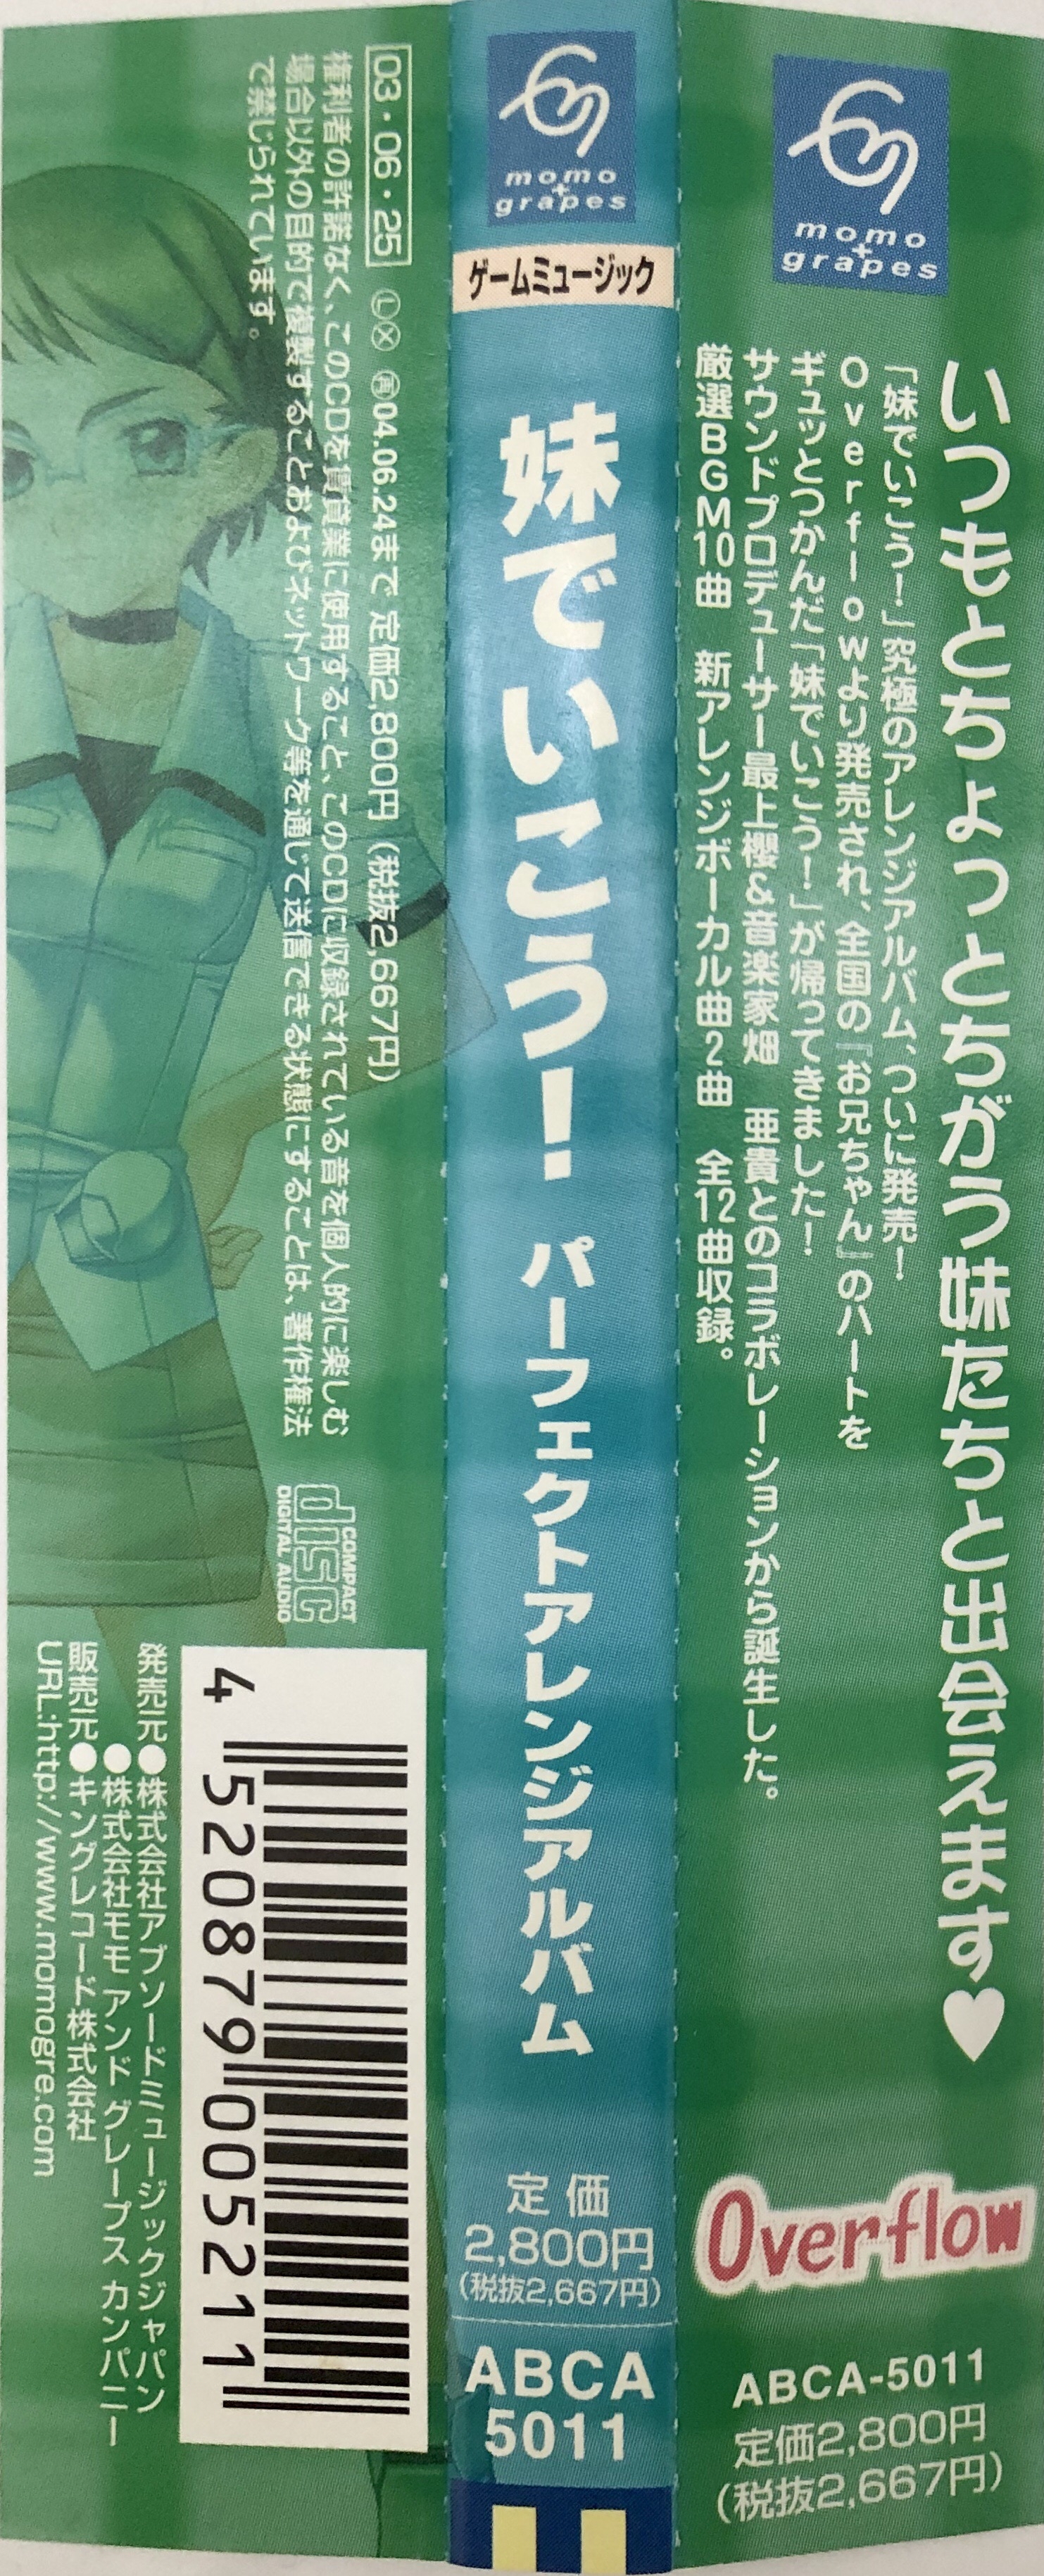 momo
+
grapes
いつもとちょっとちがう妹たちと出会えます♥
「妹でいこう！」究極のアレンジアルバム、ついに発売！
Overflowより発売され、全国の『お兄ちゃん』のハートを
ギュッとつかんだ「妹でいこう！」が帰ってきました！
サウンドプロデューサー最上櫻&音楽家畑　亜貴とのコラボレーションから誕生した。
厳選BGM10曲　新アレンジボーカル曲2曲　全12曲収録。
Overflow
ABCA-5011
定価2,800円
（税抜2,667円）
momo
+
grapes
ゲームミュージック
妹でいこう！ パーフェクトアレンジアルバム
定価
2,800円
（税抜2,667円）
ABCA
5011
03・06・25 Ⓛ Ⓧ ㊢04.06.24まで 定価2,800円（税抜2,667円）
権利者の許諾なく、このCDを賃貸業に使用すること、このCDに収録されている音を個人的に楽しむ
場合以外の目的で複製することおよびネットワーク等を通じて送信できる状態にすることは、著作権法
で禁じられています。
COMPACT
disc
DIGITAL AUDIO
4 520879 005211
発売元●株式会社アブソードミュージックジャパン
●株式会社モモ アンド グレープス カンパニー
販売元●キングレコード株式会社
URL:http://www.momogre.com